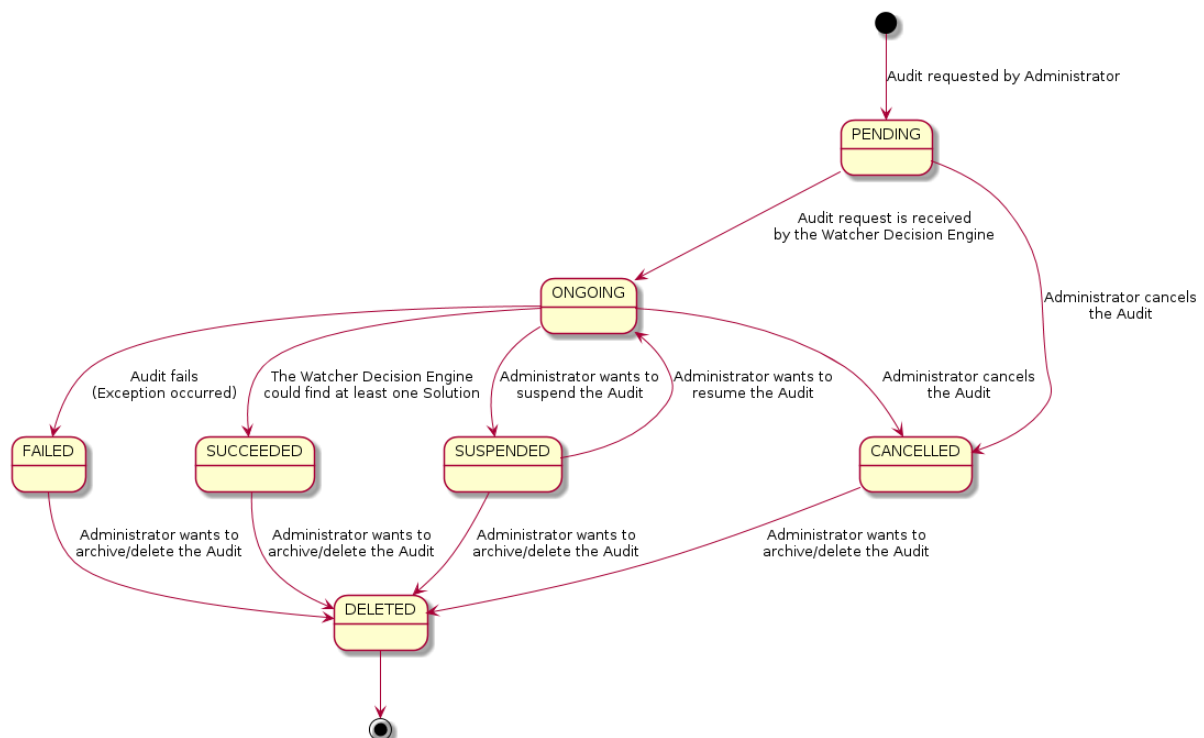 Audit requested by Administrator
PENDING
Audit request is received
by the Watcher Decision Engine
Administrator cancels
the Audit
ONGOING
Audit fails
(Exception occurred)
The Watcher Decision Engine
could find at least one Solution
Administrator wants to
suspend the Audit
Administrator wants to
resume the Audit
Administrator cancels
the Audit
FAILED
SUCCEEDED
SUSPENDED
CANCELLED
Administrator wants to
archive/delete the Audit
Administrator wants to
archive/delete the Audit
Administrator wants to
archive/delete the Audit
Administrator wants to
archive/delete the Audit
DELETED